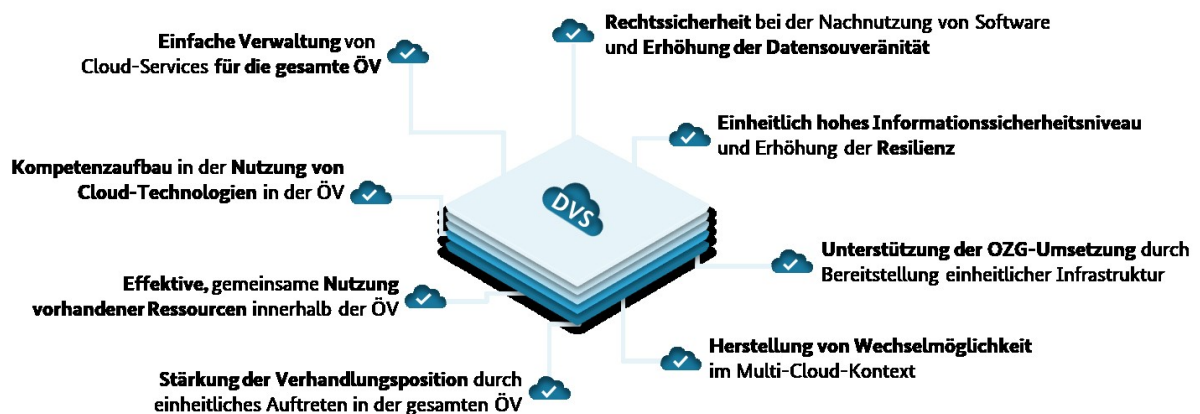 Einfache Verwaltung von
Cloud-Services für die gesamte ÖV
Kompetenzaufbau in der Nutzung von
Cloud-Technologien in der ÖV
Effektive, gemeinsame Nutzung
vorhandener Ressourcen innerhalb der ÖV
Stärkung der Verhandlungsposition durch
einheitliches Auftreten in der gesamten ÖV
DVS
Rechtssicherheit bei der Nachnutzung von Software
und Erhöhung der Datensouveränität
Einheitlich hohes Informationssicherheitsniveau
und Erhöhung der Resilienz
Unterstützung der OZG-Umsetzung durch
Bereitstellung einheitlicher Infrastruktur
Herstellung von Wechselmöglichkeit
im Multi-Cloud-Kontext